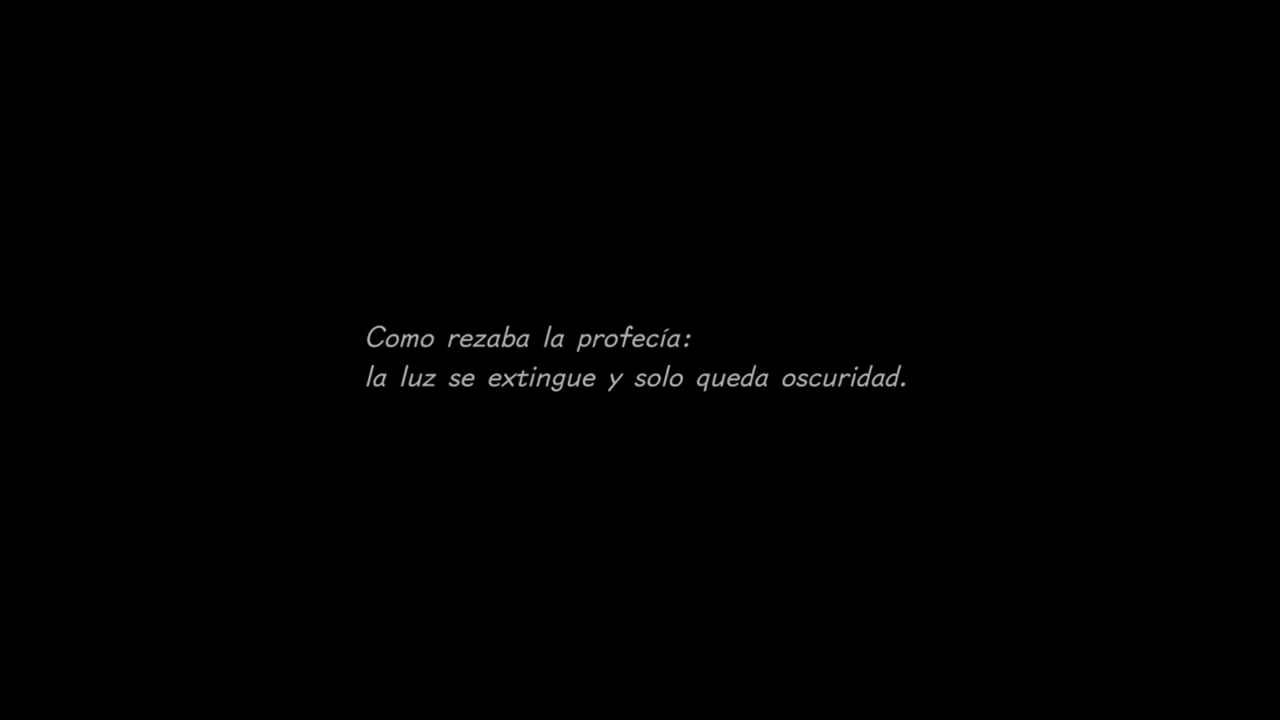 Como rezaba la profecía:
la luz se extingue y solo queda oscuridad.